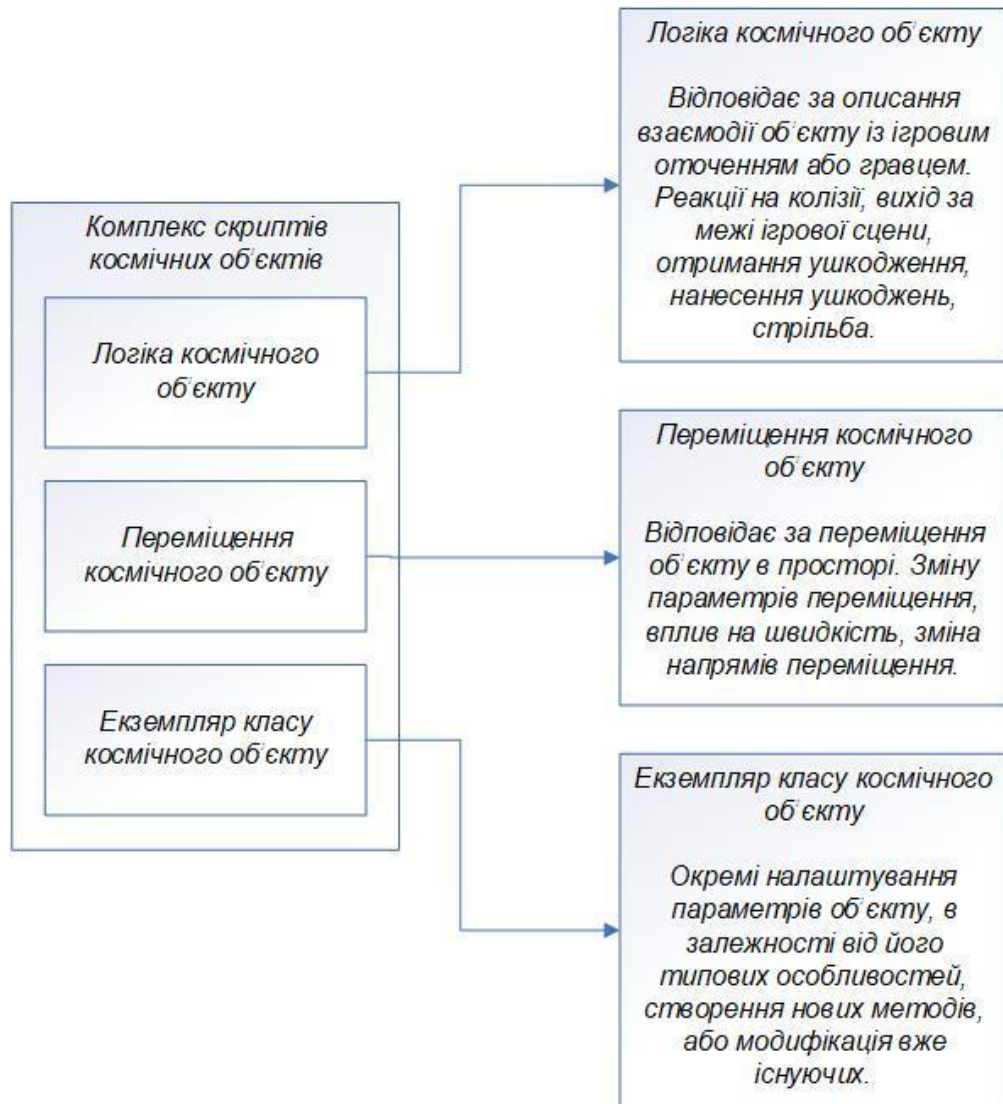 Комплекс скриптів
космічних об'єктів
Логіка космічного
об'єкту
Переміщення
космічного об'єкту
Екземпляр класу
космічного об'єкту
Логіка космічного об'єкту
Відповідає за описання
взаємодії об'єкту із ігровим
оточенням або гравцем.
Реакції на колізії, вихід за
межі ігрової сцени,
отримання ушкодження,
нанесення ушкоджень,
стрільба.
Переміщення космічного
об'єкту
Відповідає за переміщення
об'єкту в просторі. Зміну
параметрів переміщення,
вплив на швидкість, зміна
напрямів переміщення.
Екземпляр класу космічного
об'єкту
Окремі налаштування
параметрів об'єкту, в
залежності від його
типових особливостей,
створення нових методів,
або модифікація вже
існуючих.